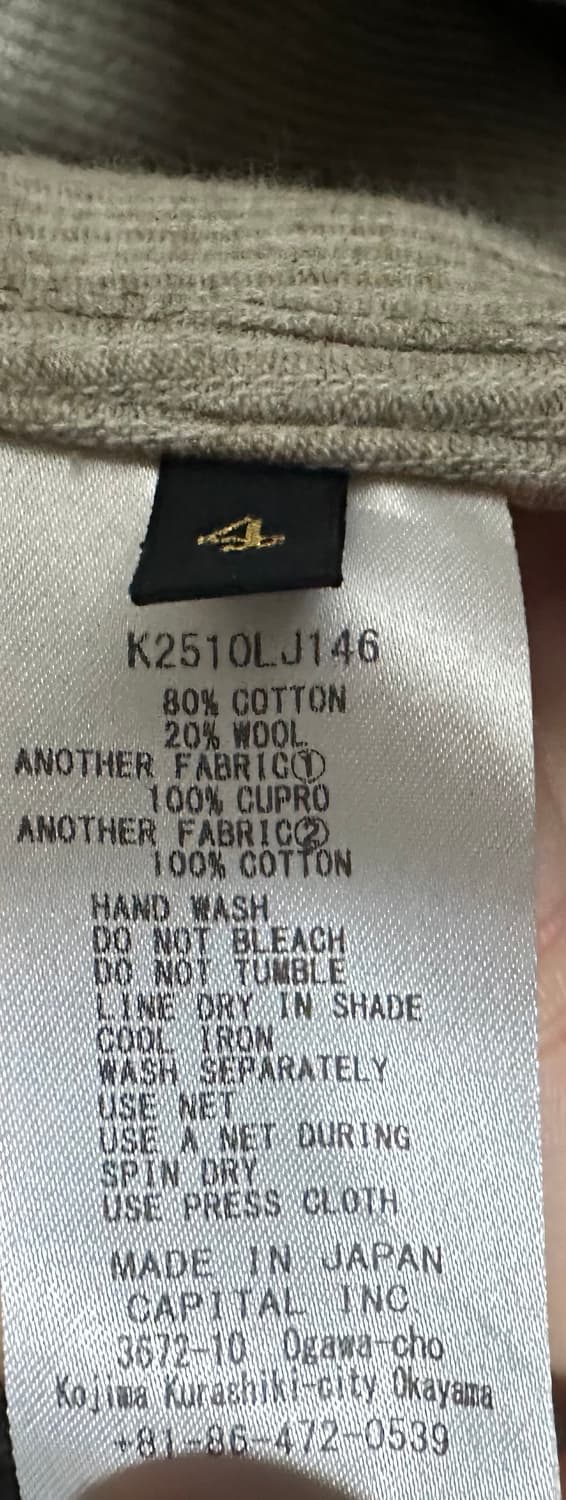 4
K2510LJ146
80% COTTON
20% WOOL
ANOTHER FABRIC①
100% CUPRO
ANOTHER FABRIC②
100% COTTON
HAND WASH
DO NOT BLEACH
DO NOT TUMBLE
LINE DRY IN SHADE
COOL IRON
WASH SEPARATELY
USE NET
USE A NET DURING
SPIN DRY
USE PRESS CLOTH
MADE IN JAPAN
CAPITAL INC.
3672-10 Ogawa-cho
Kojima Kurashiki-city Okayama
+81-86-472-0539